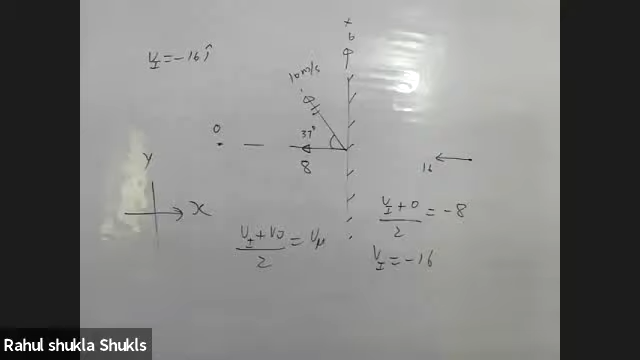 6
V_I = -16 î
10 m/s
37°
O
8
16
Y
X
(V_I + 0)/2 = -8
(V_I + V_O)/2 = V_M
V_I = -16
Rahul shukla Shukls